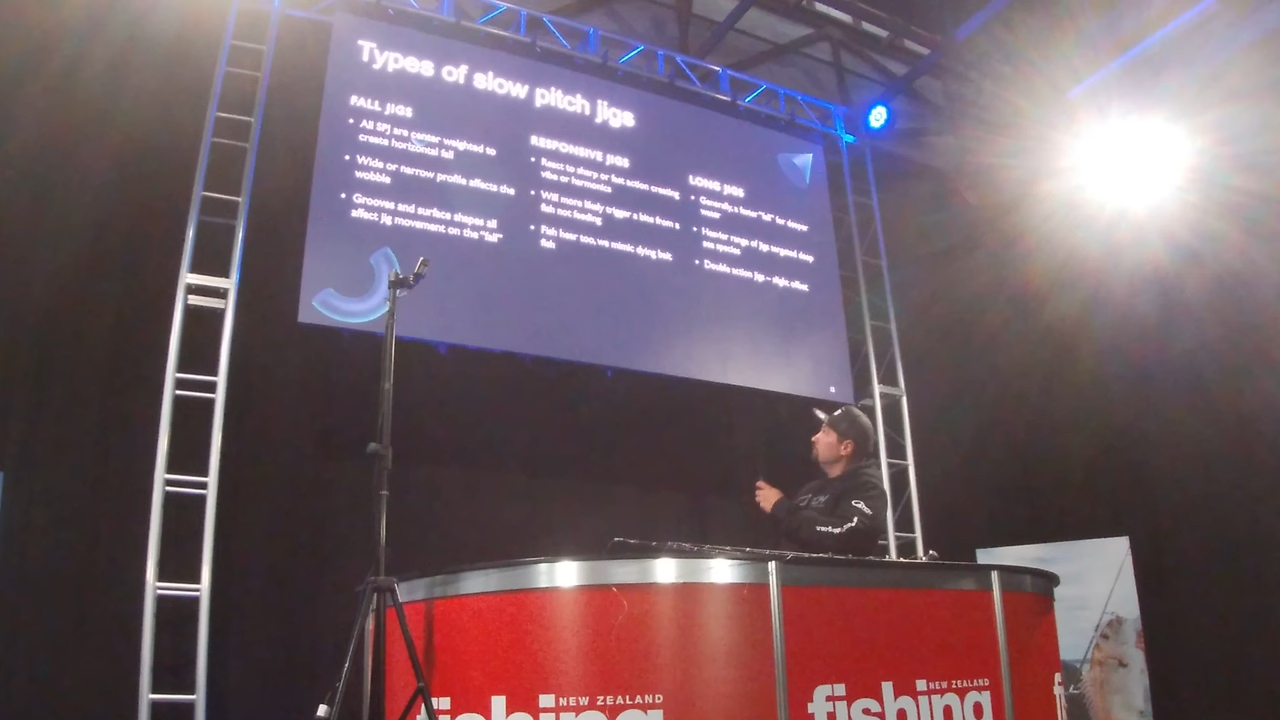 Types of slow pitch jigs
FALL JIGS
• All SPJ are center weighted to
create horizontal fall
• Wide or narrow profile affects the
wobble
• Grooves and surface shapes all
affect jig movement on the "fall"
RESPONSIVE JIGS
• React to sharp or fast action creating
vibe or harmonics
• Will more likely trigger a bite from a
fish not feeding
• Fish hear too, we mimic dying bait
fish
LONG JIGS
• Generally, a faster "fall" for deeper
water
• Heavier range of jigs targeted deep
sea species
• Double action jigs – slight offset
NEW ZEALAND
fishing
NEW ZEALAND
fishing